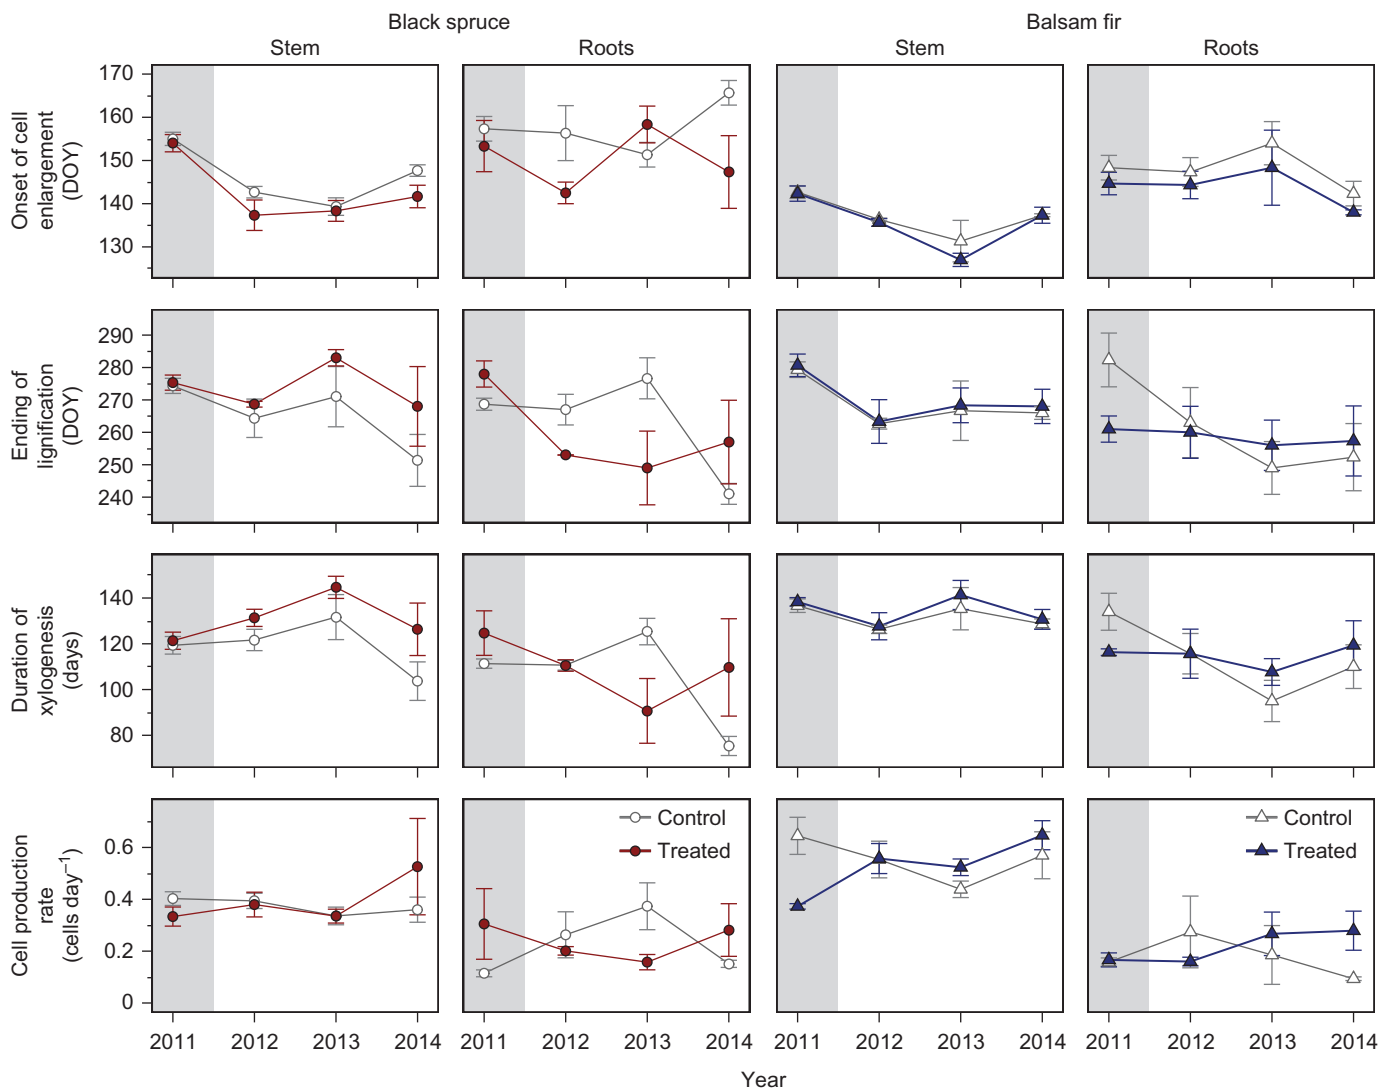 Black spruce
Balsam fir
Stem
Roots
Stem
Roots
Onset of cell
enlargement
(DOY)
170
160
150
140
130
Ending of
lignification
(DOY)
290
280
270
260
250
240
Duration of
xylogenesis
(days)
140
120
100
80
Cell production
rate
(cells day⁻¹)
0.6
0.4
0.2
0
Control
Treated
Control
Treated
2011 2012 2013 2014
2011 2012 2013 2014
2011 2012 2013 2014
2011 2012 2013 2014
Year